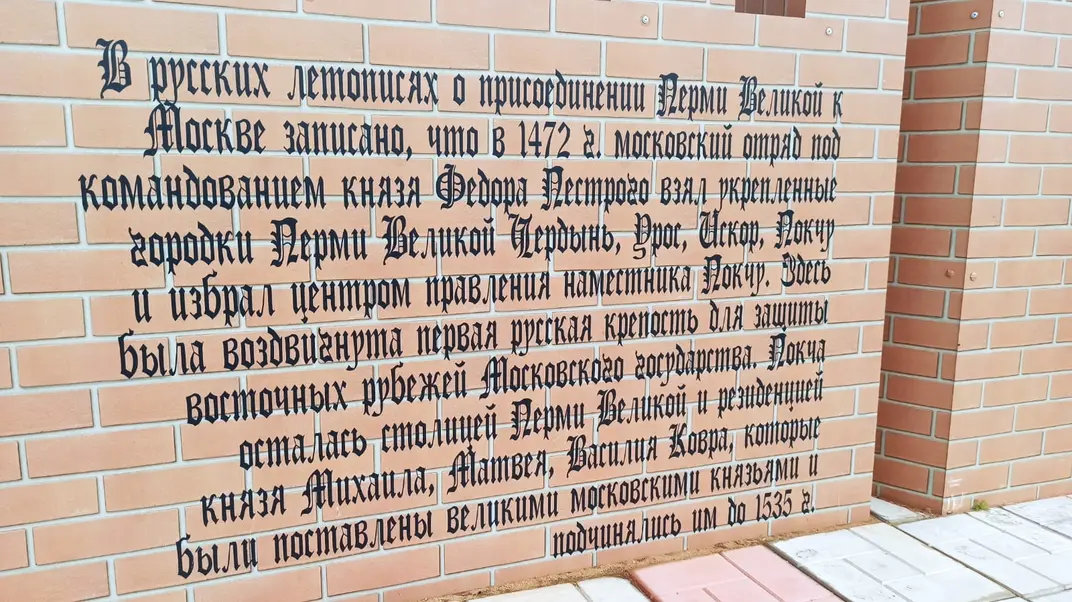 В русских летописях о присоединении Перми Великой к
Москве записано, что в 1472 г. московский отряд под
командованием князя Федора Пестрого взял укрепленные
городки Перми Великой Чердынь, Урос, Искор, Покчу
и избрал центром правления наместника Покчу. Здесь
была воздвигнута первая русская крепость для защиты
восточных рубежей Московского государства. Покча
осталась столицей Перми Великой и резиденцией
князя Михаила, Матвея, Василия Ковра, которые
были поставлены великими московскими князьями и
подчинялись им до 1535 г.